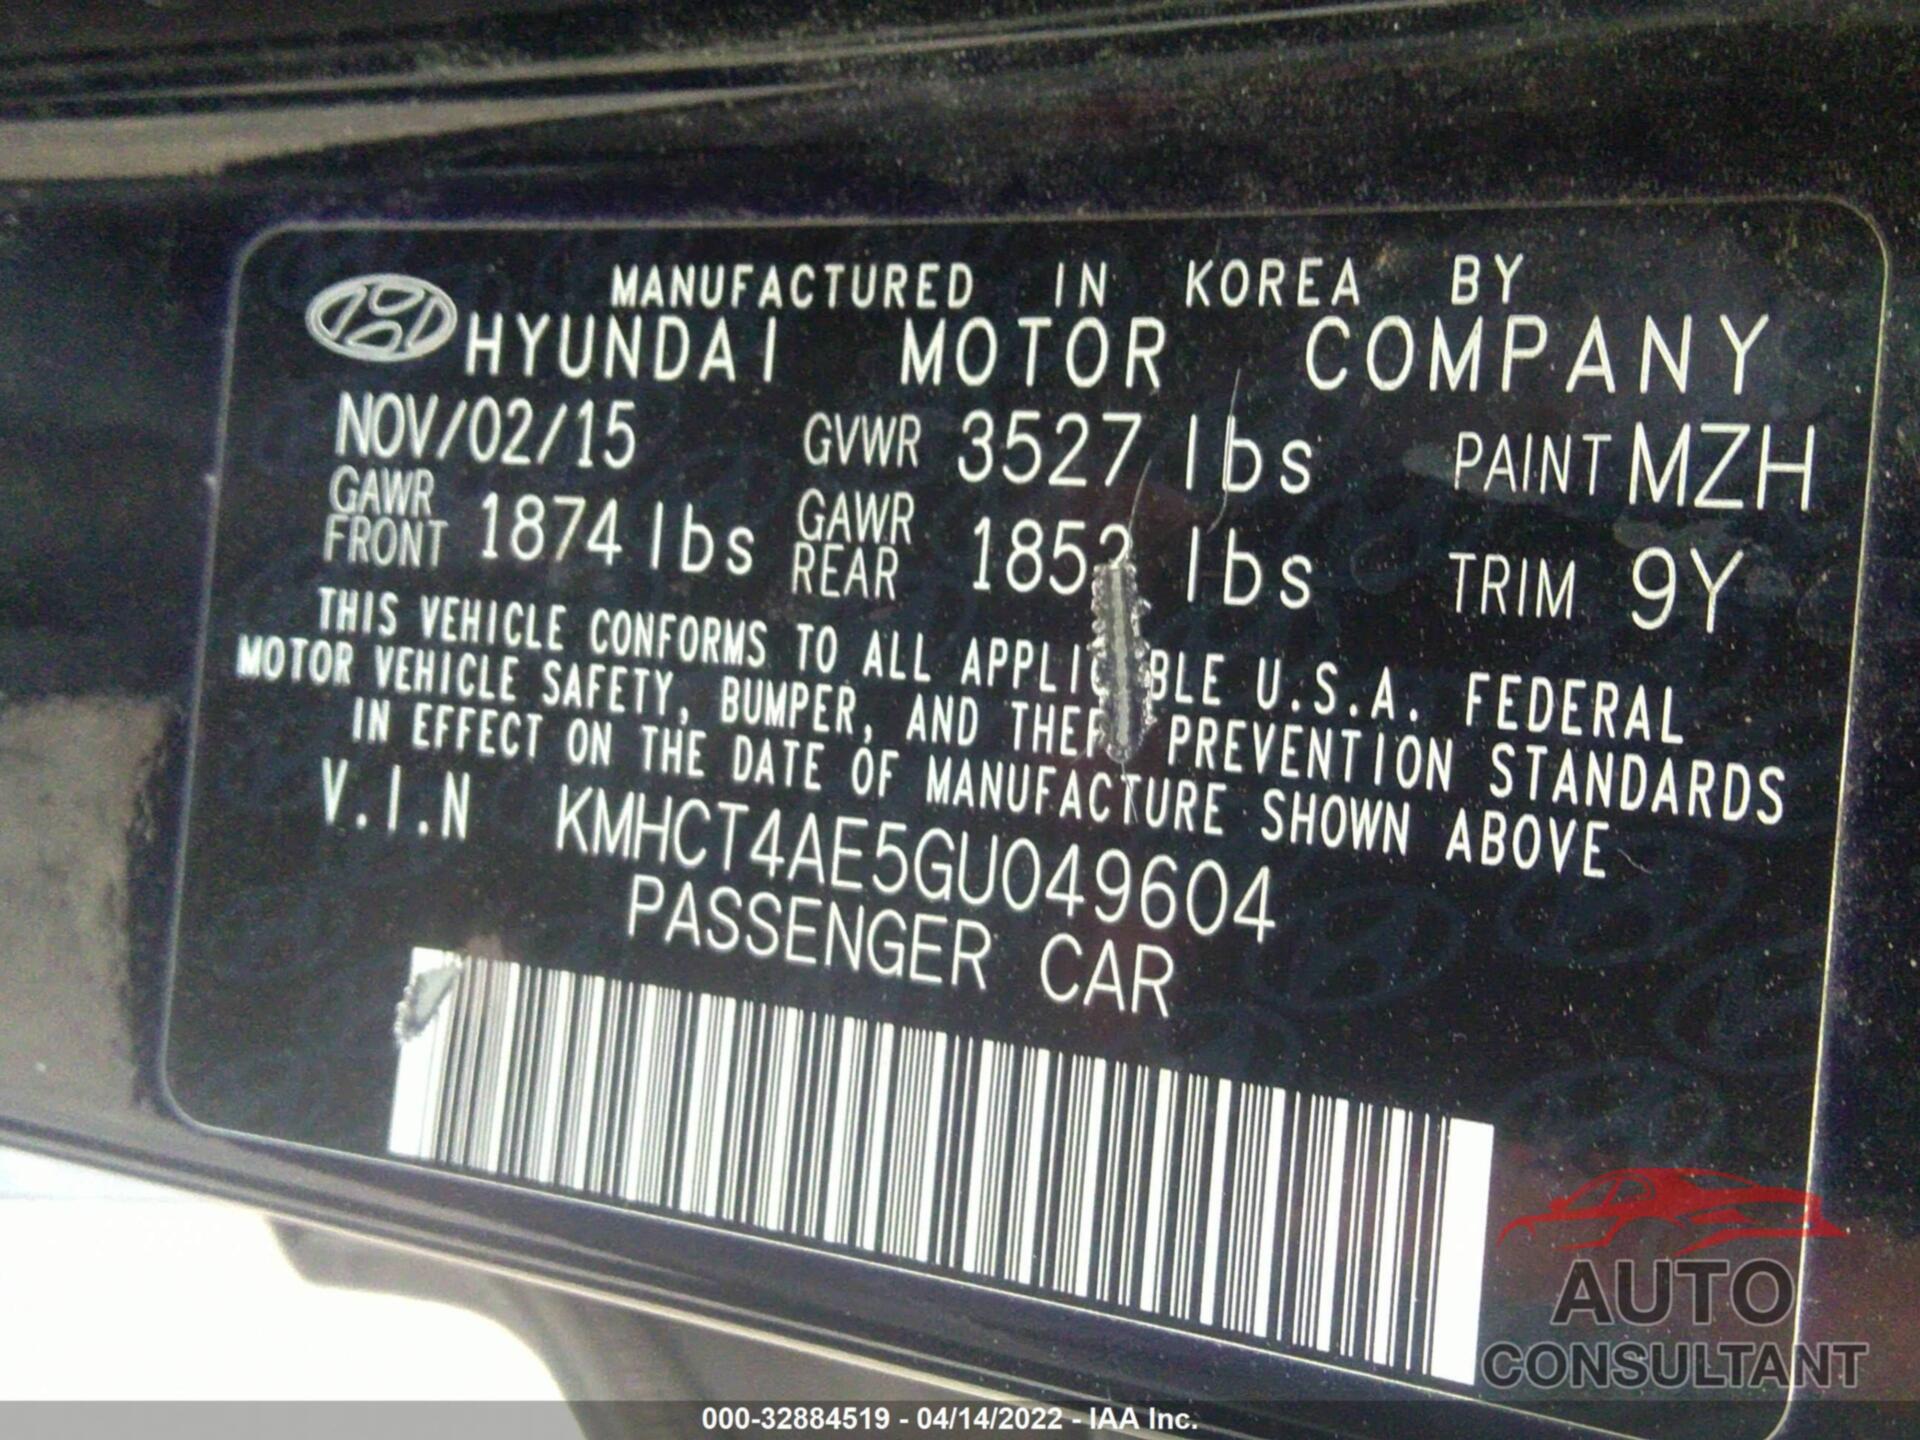 MANUFACTURED IN KOREA BY
HYUNDAI MOTOR COMPANY
NOV/02/15 GVWR 3527 lbs PAINT MZH
GAWR FRONT 1874 lbs GAWR REAR 1852 lbs TRIM 9Y
THIS VEHICLE CONFORMS TO ALL APPLICABLE U.S.A. FEDERAL
MOTOR VEHICLE SAFETY, BUMPER, AND THEFT PREVENTION STANDARDS
IN EFFECT ON THE DATE OF MANUFACTURE SHOWN ABOVE
V.I.N KMHCT4AE5GU049604
PASSENGER CAR
AUTO
CONSULTANT
000-32884519 - 04/14/2022 - IAA Inc.